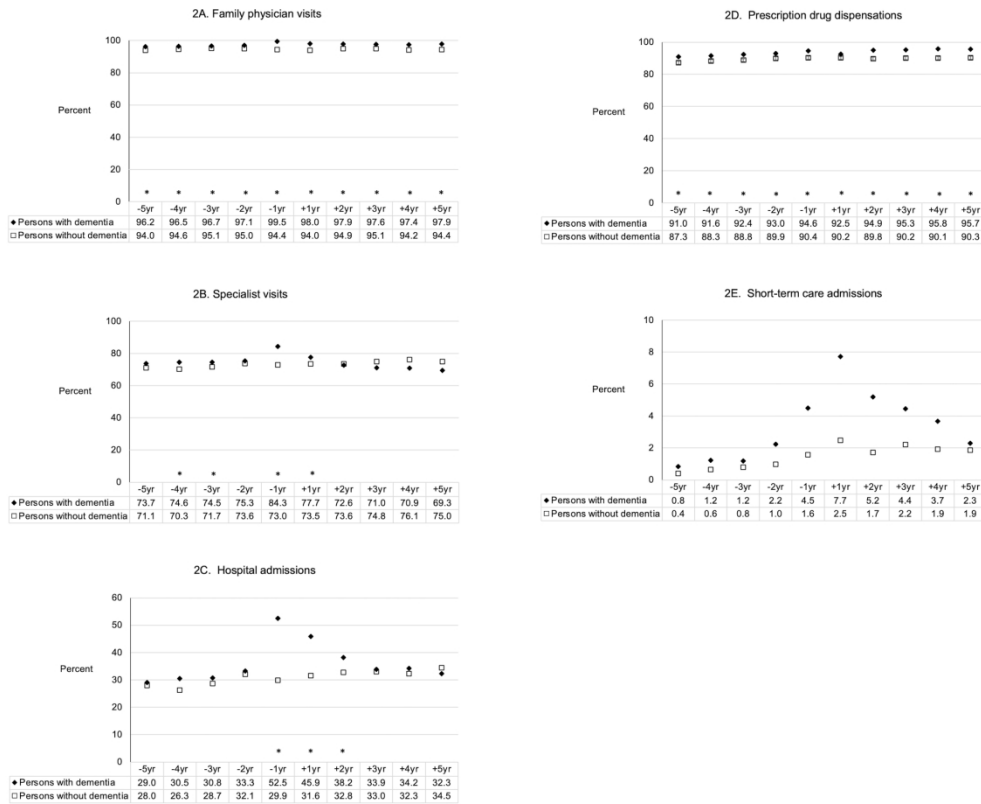 2A. Family physician visits
100
80
60
40
20
0
Percent
* * * * * * * * * *
-5yr -4yr -3yr -2yr -1yr +1yr +2yr +3yr +4yr +5yr
Persons with dementia 96.2 96.5 96.7 97.1 99.5 98.0 97.9 97.6 97.4 97.9
Persons without dementia 94.0 94.6 95.1 95.0 94.4 94.0 94.9 95.1 94.2 94.4
2B. Specialist visits
100
80
60
40
20
0
Percent
* * * *
-5yr -4yr -3yr -2yr -1yr +1yr +2yr +3yr +4yr +5yr
Persons with dementia 73.7 74.6 74.5 75.3 84.3 77.7 72.6 71.0 70.9 69.3
Persons without dementia 71.1 70.3 71.7 73.6 73.0 73.5 73.6 74.8 76.1 75.0
2C. Hospital admissions
60
50
40
30
20
10
0
Percent
* * *
-5yr -4yr -3yr -2yr -1yr +1yr +2yr +3yr +4yr +5yr
Persons with dementia 29.0 30.5 30.8 33.3 52.5 45.9 38.2 33.9 34.2 32.3
Persons without dementia 28.0 26.3 28.7 32.1 29.9 31.6 32.8 33.0 32.3 34.5
2D. Prescription drug dispensations
100
80
60
40
20
0
Percent
* * * * * * * * * *
-5yr -4yr -3yr -2yr -1yr +1yr +2yr +3yr +4yr +5yr
Persons with dementia 91.0 91.6 92.4 93.0 94.6 92.5 94.9 95.3 95.8 95.7
Persons without dementia 87.3 88.3 88.8 89.9 90.4 90.2 89.8 90.2 90.1 90.3
2E. Short-term care admissions
10
8
6
4
2
0
Percent
-5yr -4yr -3yr -2yr -1yr +1yr +2yr +3yr +4yr +5yr
Persons with dementia 0.8 1.2 1.2 2.2 4.5 7.7 5.2 4.4 3.7 2.3
Persons without dementia 0.4 0.6 0.8 1.0 1.6 2.5 1.7 2.2 1.9 1.9